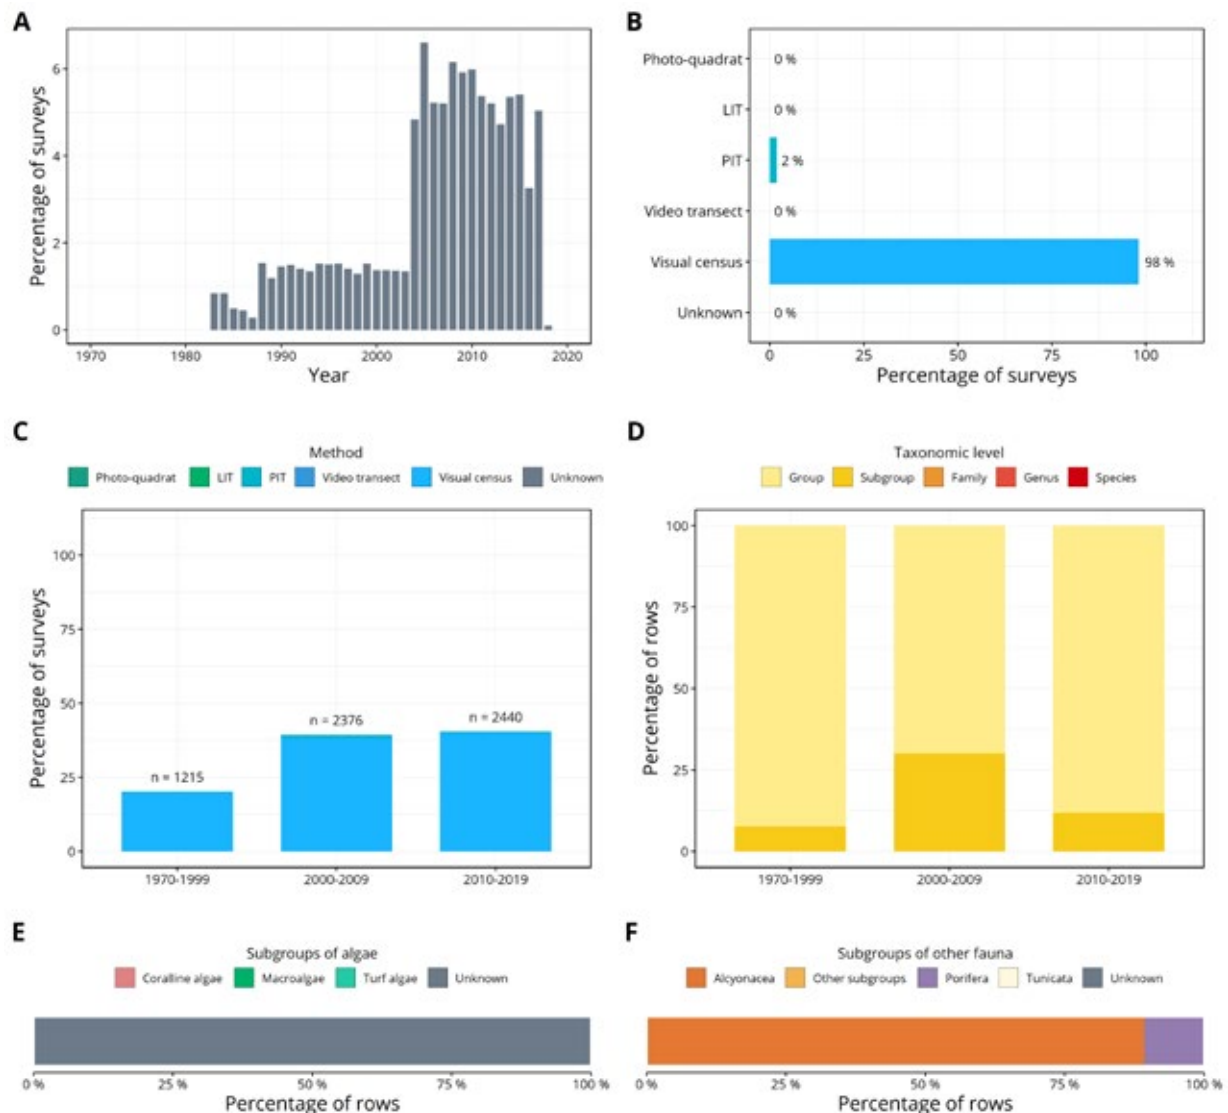 A
Percentage of surveys
6
4
2
0
1970 1980 1990 2000 2010 2020
Year
B
Photo-quadrat 0 %
LIT 0 %
PIT 2 %
Video transect 0 %
Visual census 98 %
Unknown 0 %
0 25 50 75 100
Percentage of surveys
C
Method
Photo-quadrat LIT PIT Video transect Visual census Unknown
Percentage of surveys
100
75
50
25
0
n = 1215
n = 2376
n = 2440
1970-1999 2000-2009 2010-2019
D
Taxonomic level
Group Subgroup Family Genus Species
Percentage of rows
100
75
50
25
0
1970-1999 2000-2009 2010-2019
E
Subgroups of algae
Coralline algae Macroalgae Turf algae Unknown
0 % 25 % 50 % 75 % 100 %
Percentage of rows
F
Subgroups of other fauna
Alcyonacea Other subgroups Porifera Tunicata Unknown
0 % 25 % 50 % 75 % 100 %
Percentage of rows